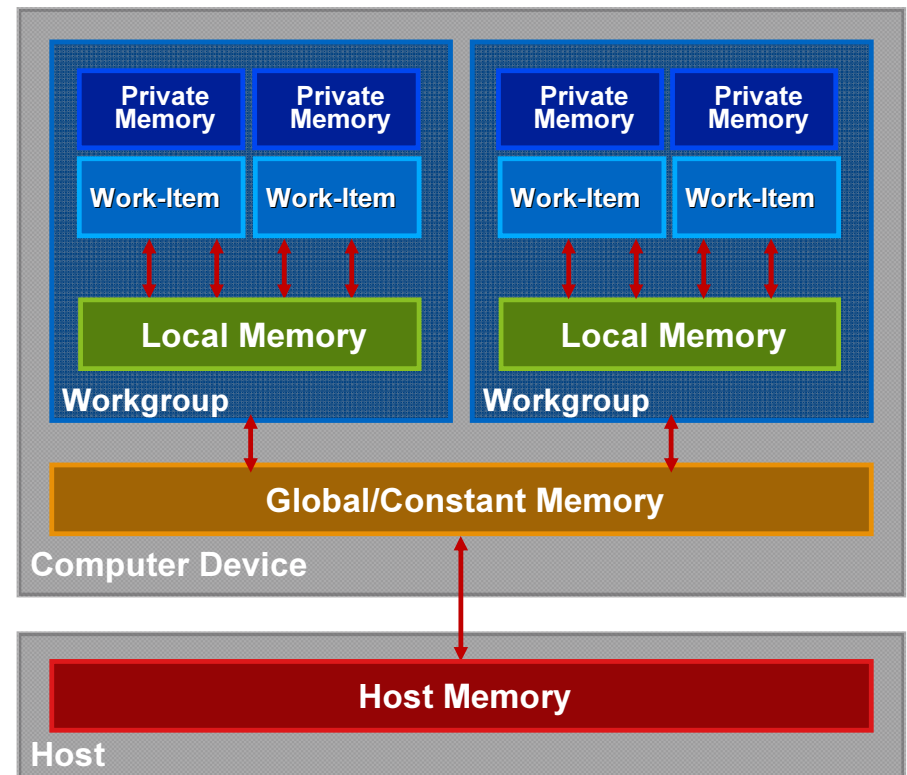 Private
Memory
Private
Memory
Work-Item
Work-Item
Local Memory
Workgroup
Private
Memory
Private
Memory
Work-Item
Work-Item
Local Memory
Workgroup
Global/Constant Memory
Computer Device
Host Memory
Host